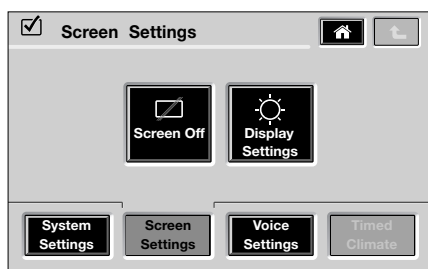 Screen Settings
Screen Off
Display
Settings
System
Settings
Screen
Settings
Voice
Settings
Timed
Climate